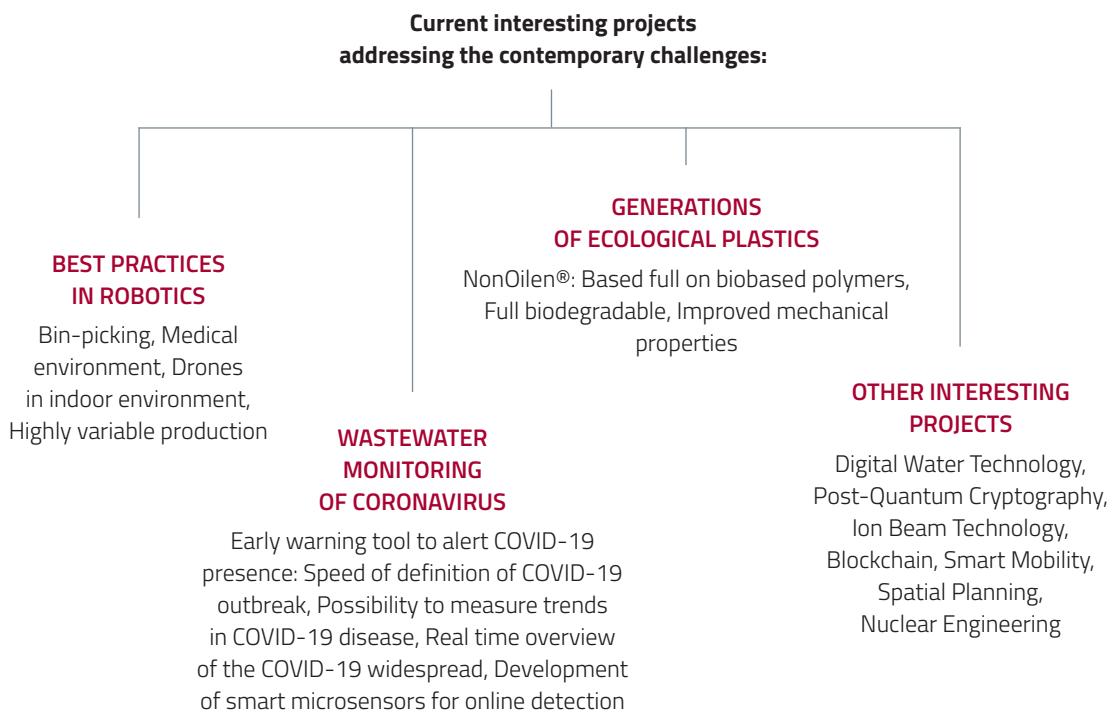 Current interesting projects
addressing the contemporary challenges:
BEST PRACTICES
IN ROBOTICS
Bin-picking, Medical
environment, Drones
in indoor environment,
Highly variable production
WASTEWATER
MONITORING
OF CORONAVIRUS
Early warning tool to alert COVID-19
presence: Speed of definition of COVID-19
outbreak, Possibility to measure trends
in COVID-19 disease, Real time overview
of the COVID-19 widespread, Development
of smart microsensors for online detection
GENERATIONS
OF ECOLOGICAL PLASTICS
NonOilen®: Based full on biobased polymers,
Full biodegradable, Improved mechanical
properties
OTHER INTERESTING
PROJECTS
Digital Water Technology,
Post-Quantum Cryptography,
Ion Beam Technology,
Blockchain, Smart Mobility,
Spatial Planning,
Nuclear Engineering